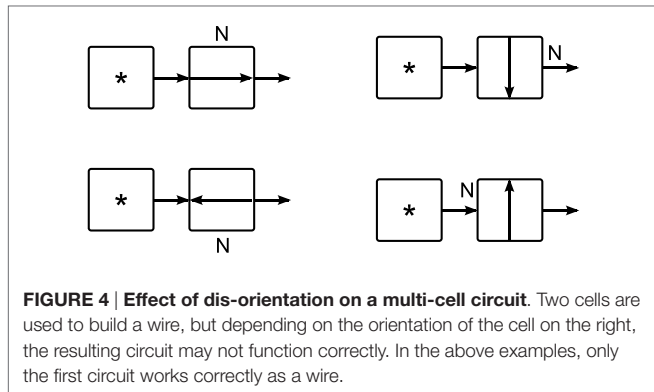 N
* N
*
* N
*
N
FIGURE 4 | Effect of dis-orientation on a multi-cell circuit. Two cells are
used to build a wire, but depending on the orientation of the cell on the right,
the resulting circuit may not function correctly. In the above examples, only
the first circuit works correctly as a wire.